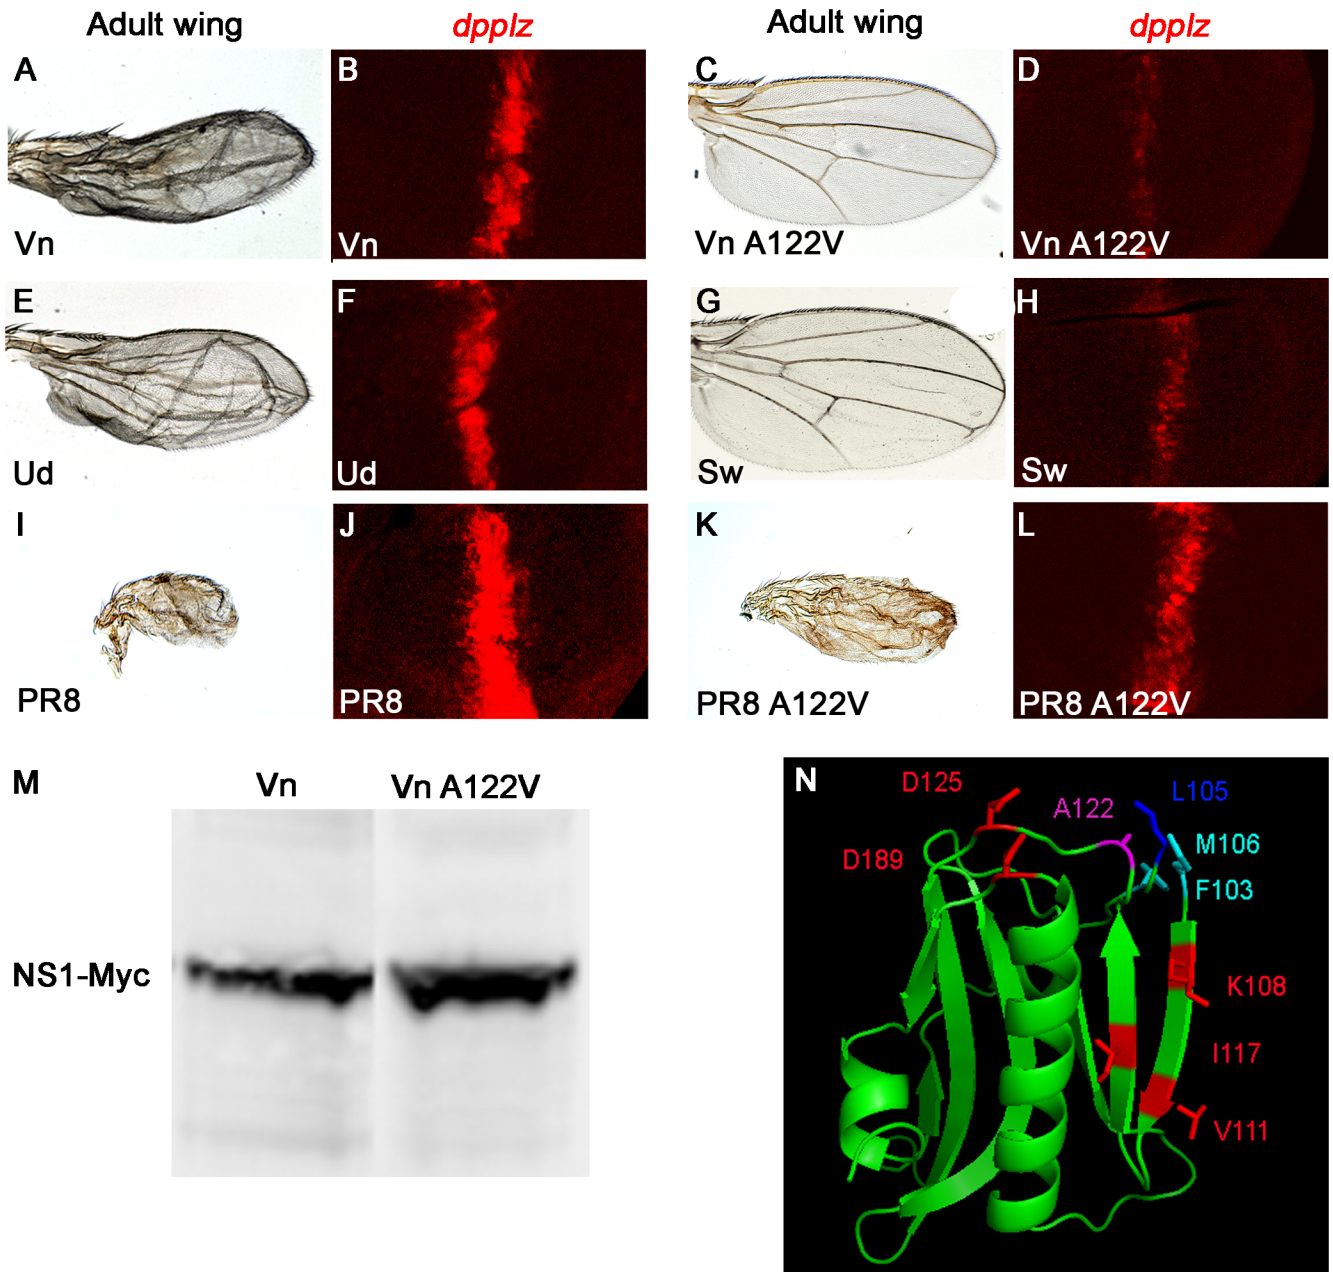 Adult wing dpplz Adult wing dpplz
A B C D
Vn Vn Vn A122V Vn A122V
E F G H
Ud Ud Sw Sw
I J K L
PR8 PR8 PR8 A122V PR8 A122V
M Vn Vn A122V
NS1-Myc
N
D125 A122 L105
D189 M106
F103
K108
I117
V111